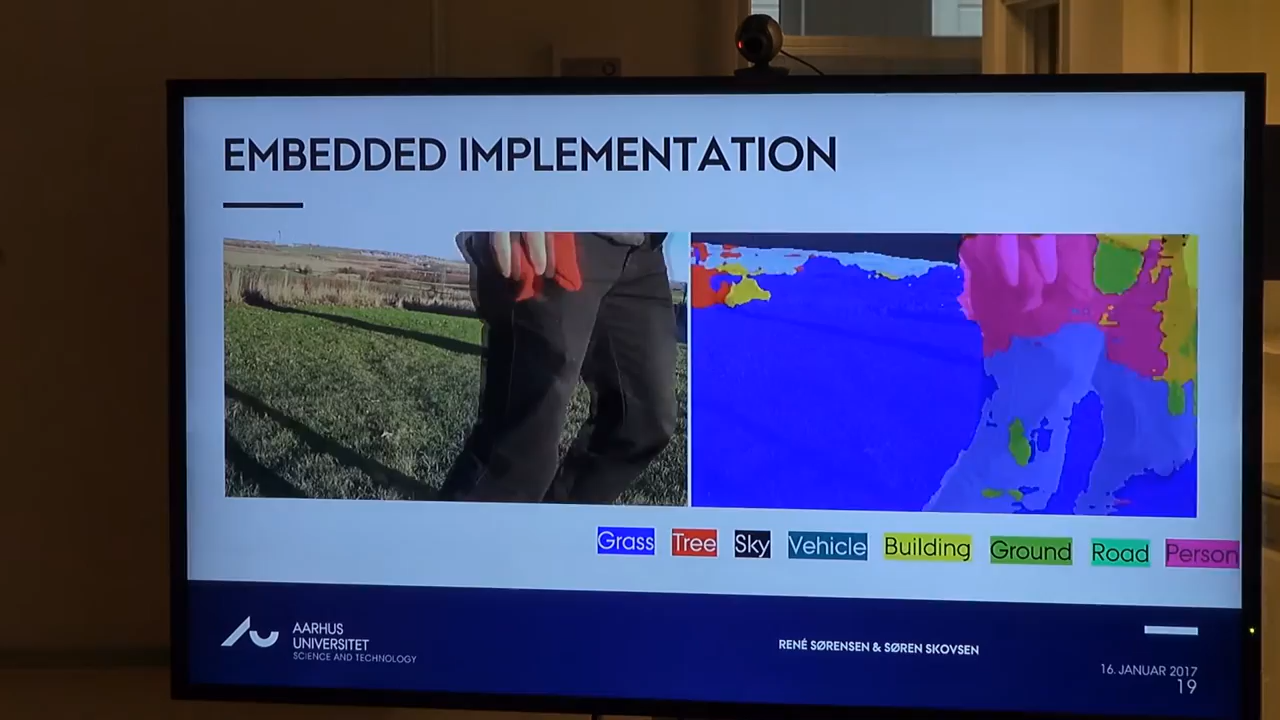 EMBEDDED IMPLEMENTATION
Grass Tree Sky Vehicle Building Ground Road Person
AARHUS
UNIVERSITET
SCIENCE AND TECHNOLOGY
RENÉ SØRENSEN & SØREN SKOVSEN
16. JANUAR 2017
19